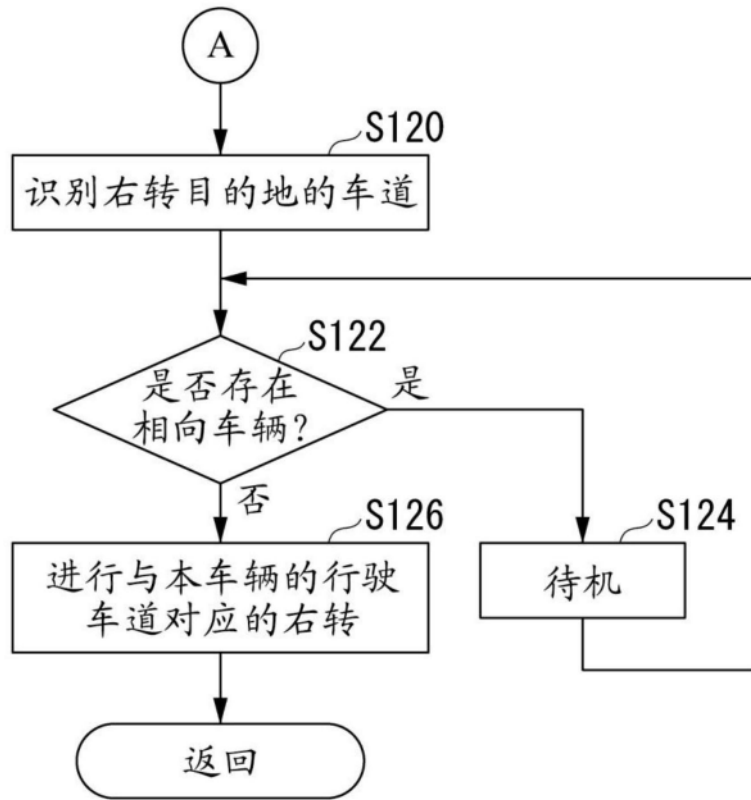 A
S120
识别右转目的地的车道
S122
是否存在
相向车辆?
是
否
S126
进行与本车辆的行驶
车道对应的右转
S124
待机
返回